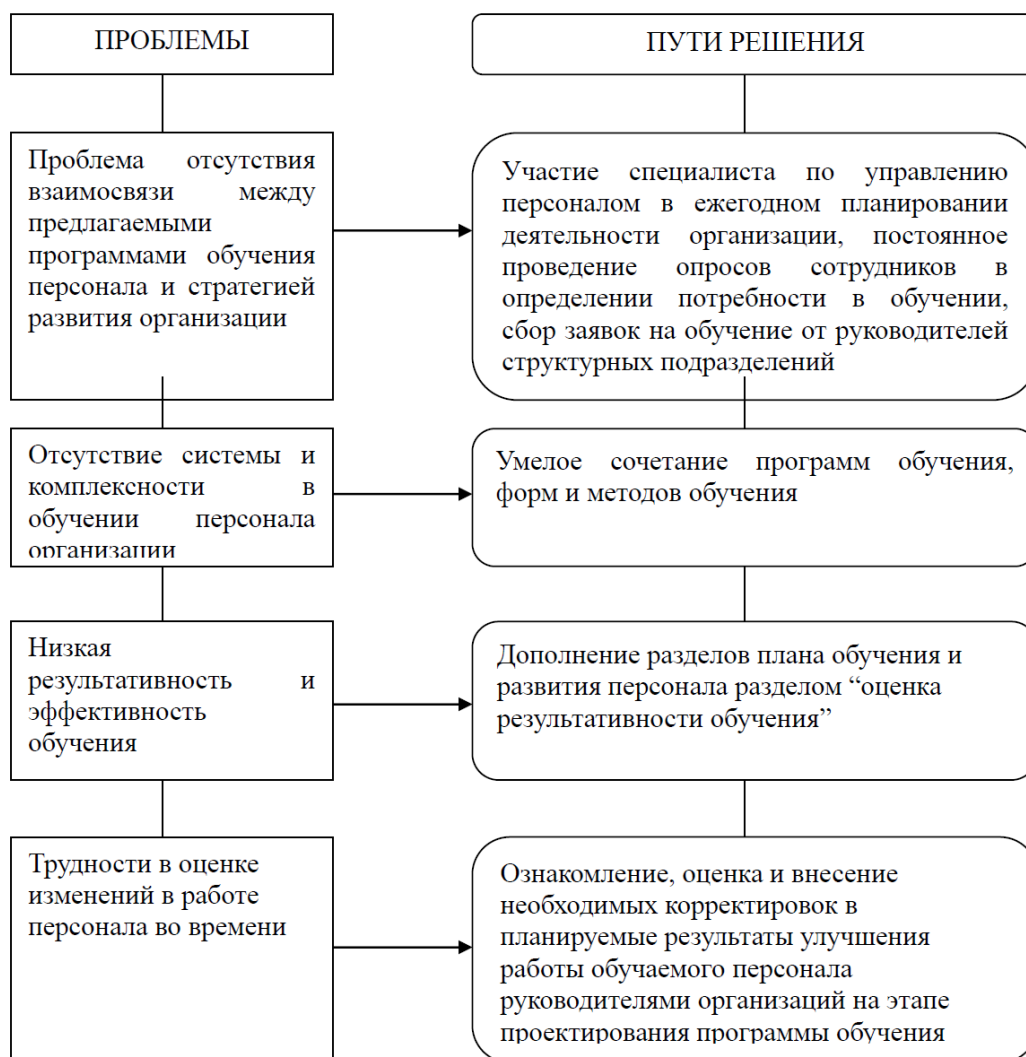 ПРОБЛЕМЫ
ПУТИ РЕШЕНИЯ
Проблема отсутствия
взаимосвязи между
предлагаемыми
программами обучения
персонала и стратегией
развития организации
Участие специалиста по управлению
персоналом в ежегодном планировании
деятельности организации, постоянное
проведение опросов сотрудников в
определении потребности в обучении,
сбор заявок на обучение от руководителей
структурных подразделений
Отсутствие системы и
комплексности в
обучении персонала
организации
Умелое сочетание программ обучения,
форм и методов обучения
Низкая
результативность и
эффективность
обучения
Дополнение разделов плана обучения и
развития персонала разделом “оценка
результативности обучения”
Трудности в оценке
изменений в работе
персонала во времени
Ознакомление, оценка и внесение
необходимых корректировок в
планируемые результаты улучшения
работы обучаемого персонала
руководителями организаций на этапе
проектирования программы обучения